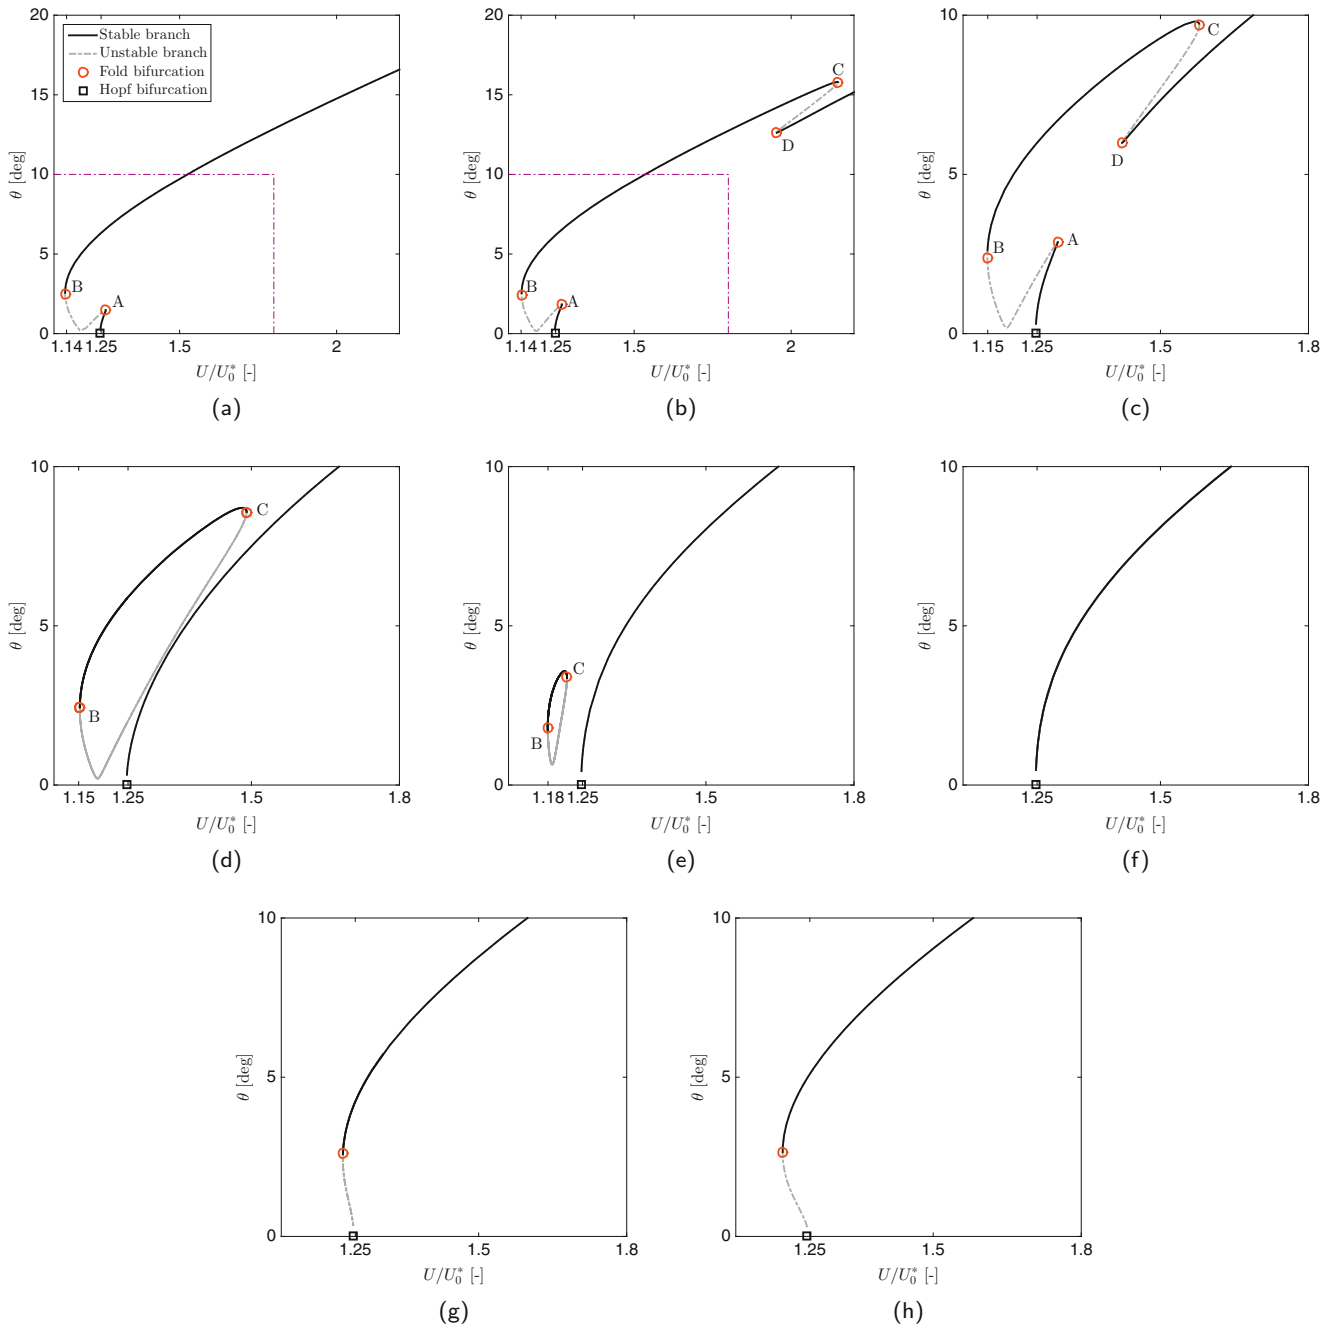 20
15
10
5
0
θ [deg]
Stable branch
Unstable branch
Fold bifurcation
Hopf bifurcation
B
A
1.14 1.25 1.5 2
U/U₀* [-]
(a)
20
15
10
5
0
θ [deg]
C
D
B
A
1.14 1.25 1.5 2
U/U₀* [-]
(b)
10
5
0
θ [deg]
C
D
B
A
1.15 1.25 1.5 1.8
U/U₀* [-]
(c)
10
5
0
θ [deg]
C
B
1.15 1.25 1.5 1.8
U/U₀* [-]
(d)
10
5
0
θ [deg]
C
B
1.18 1.25 1.5 1.8
U/U₀* [-]
(e)
10
5
0
θ [deg]
1.25 1.5 1.8
U/U₀* [-]
(f)
10
5
0
θ [deg]
1.25 1.5 1.8
U/U₀* [-]
(g)
10
5
0
θ [deg]
1.25 1.5 1.8
U/U₀* [-]
(h)